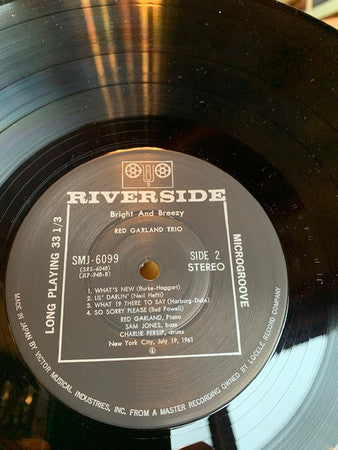 RIVERSIDE
Bright And Breezy
RED GARLAND TRIO
SMJ-6099 SIDE 2
(SRS-6048) STEREO
(JLP-948-B)
1. WHAT'S NEW (Burke-Haggart)
2. LIL' DARLIN' (Neil Hefti)
3. WHAT IS THERE TO SAY (Harburg-Duke)
4. SO SORRY PLEASE (Bud Powell)
RED GARLAND, Piano
SAM JONES, bass
CHARLIE PERSIP, drums
New York City, July 19, 1961
LONG PLAYING 33 1/3
MICROGROOVE
MADE IN JAPAN BY VICTOR MUSICAL INDUSTRIES, INC. FROM A MASTER RECORDING OWNED BY